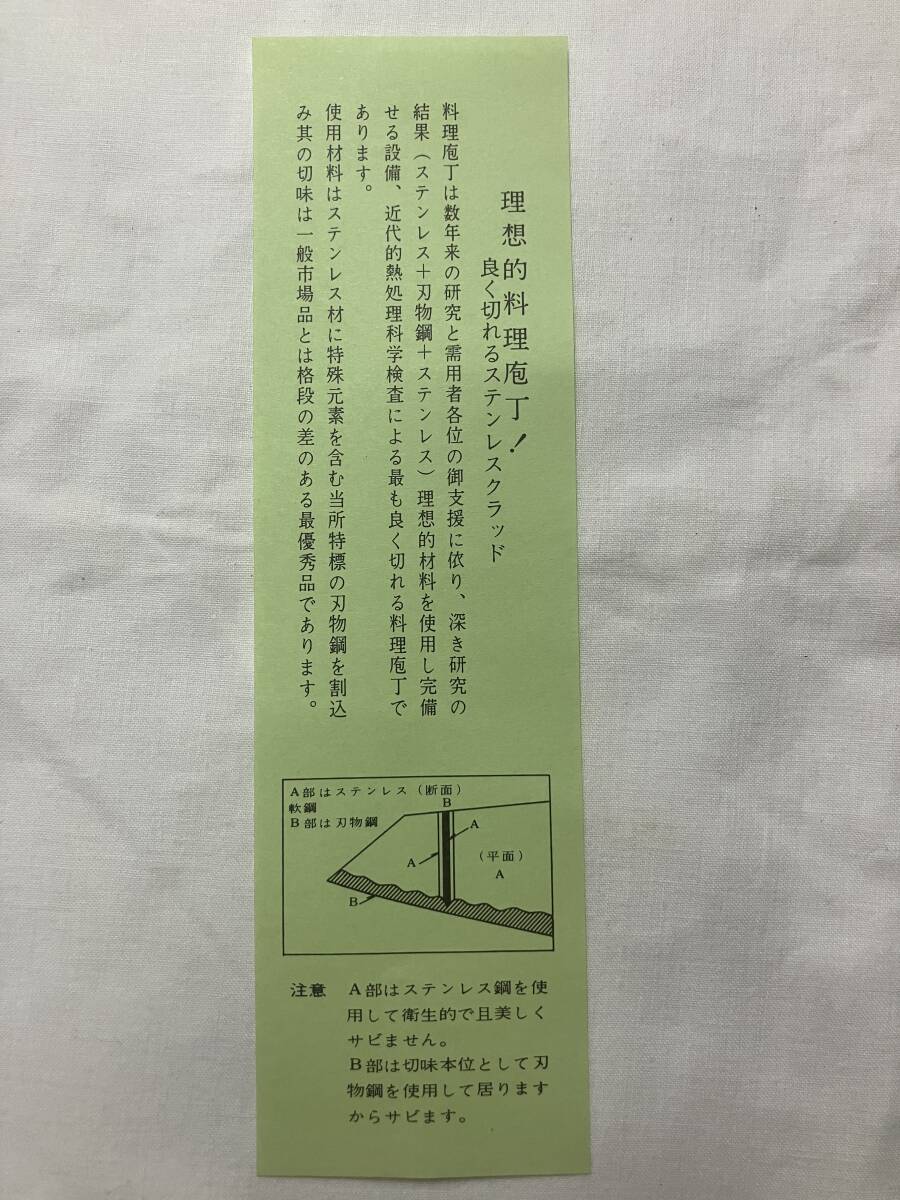 理想的料理庖丁！
良く切れるステンレスクラッド
料理庖丁は数年来の研究と需用者各位の御支援に依り、深き研究の
結果（ステンレス＋刃物鋼＋ステンレス）理想的材料を使用し完備
せる設備、近代的熱処理科学検査による最も良く切れる料理庖丁で
あります。
使用材料はステンレス材に特殊元素を含む当所特標の刃物鋼を割込
み其の切味は一般市場品とは格段の差のある最優秀品であります。
A部はステンレス（断面）
軟鋼
B部は刃物鋼
B
A
A
（平面）
A
B
注意 A部はステンレス鋼を使
用して衛生的で且美しく
サビません。
B部は切味本位として刃
物鋼を使用して居ります
からサビます。